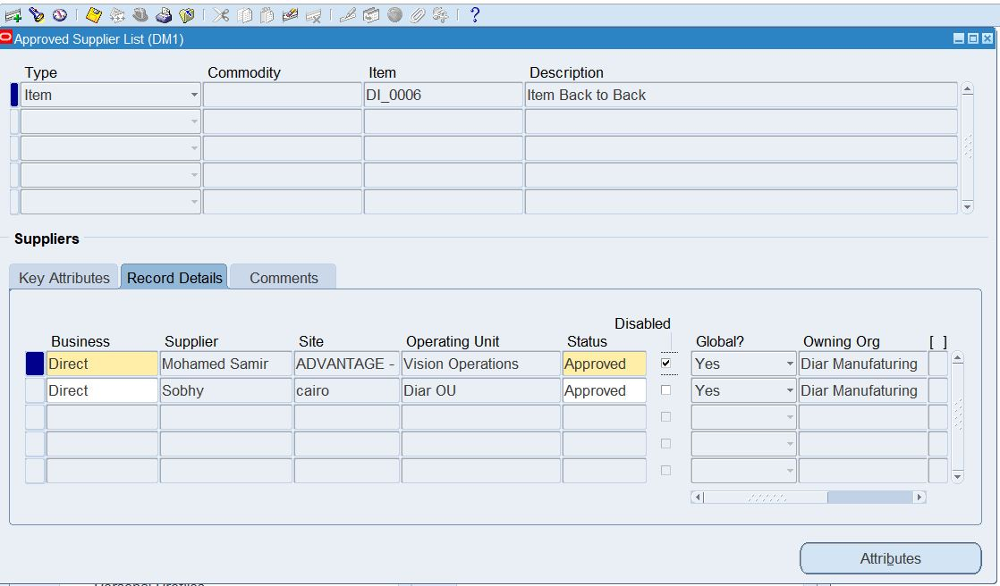 Approved Supplier List (DM1)
Type Commodity Item Description
Item DI_0006 Item Back to Back
Suppliers
Key Attributes Record Details Comments
Disabled
Business Supplier Site Operating Unit Status Global? Owning Org [ ]
Direct Mohamed Samir ADVANTAGE - Vision Operations Approved Yes Diar Manufaturing
Direct Sobhy cairo Diar OU Approved Yes Diar Manufaturing
Attributes